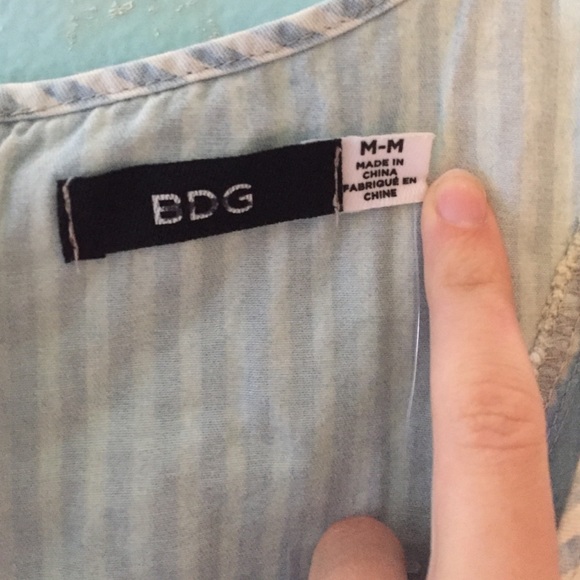 BDG
M-M
MADE IN
CHINA
FABRIQUÉ EN
CHINE